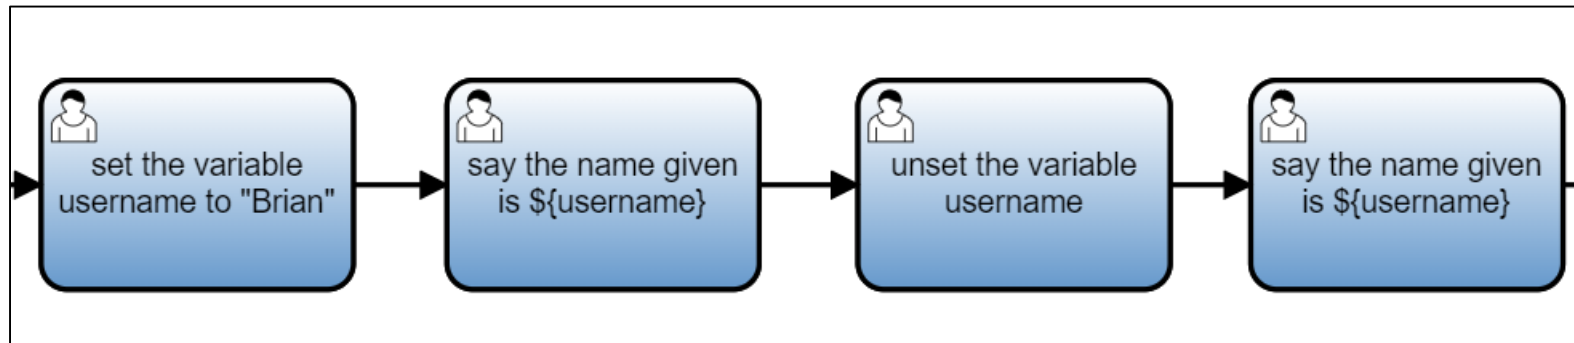 set the variable
username to "Brian"
say the name given
is ${username}
unset the variable
username
say the name given
is ${username}